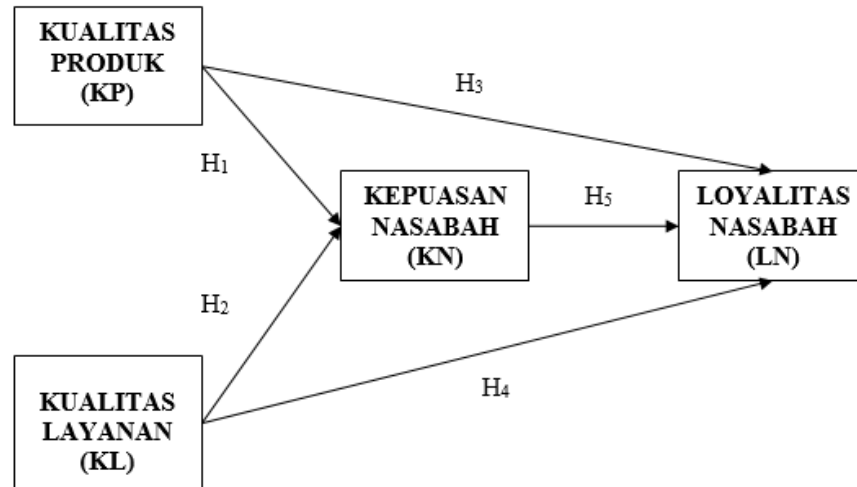 KUALITAS
PRODUK
(KP)
H3
H1
KEPUASAN
NASABAH
(KN)
H5
LOYALITAS
NASABAH
(LN)
H2
KUALITAS
LAYANAN
(KL)
H4